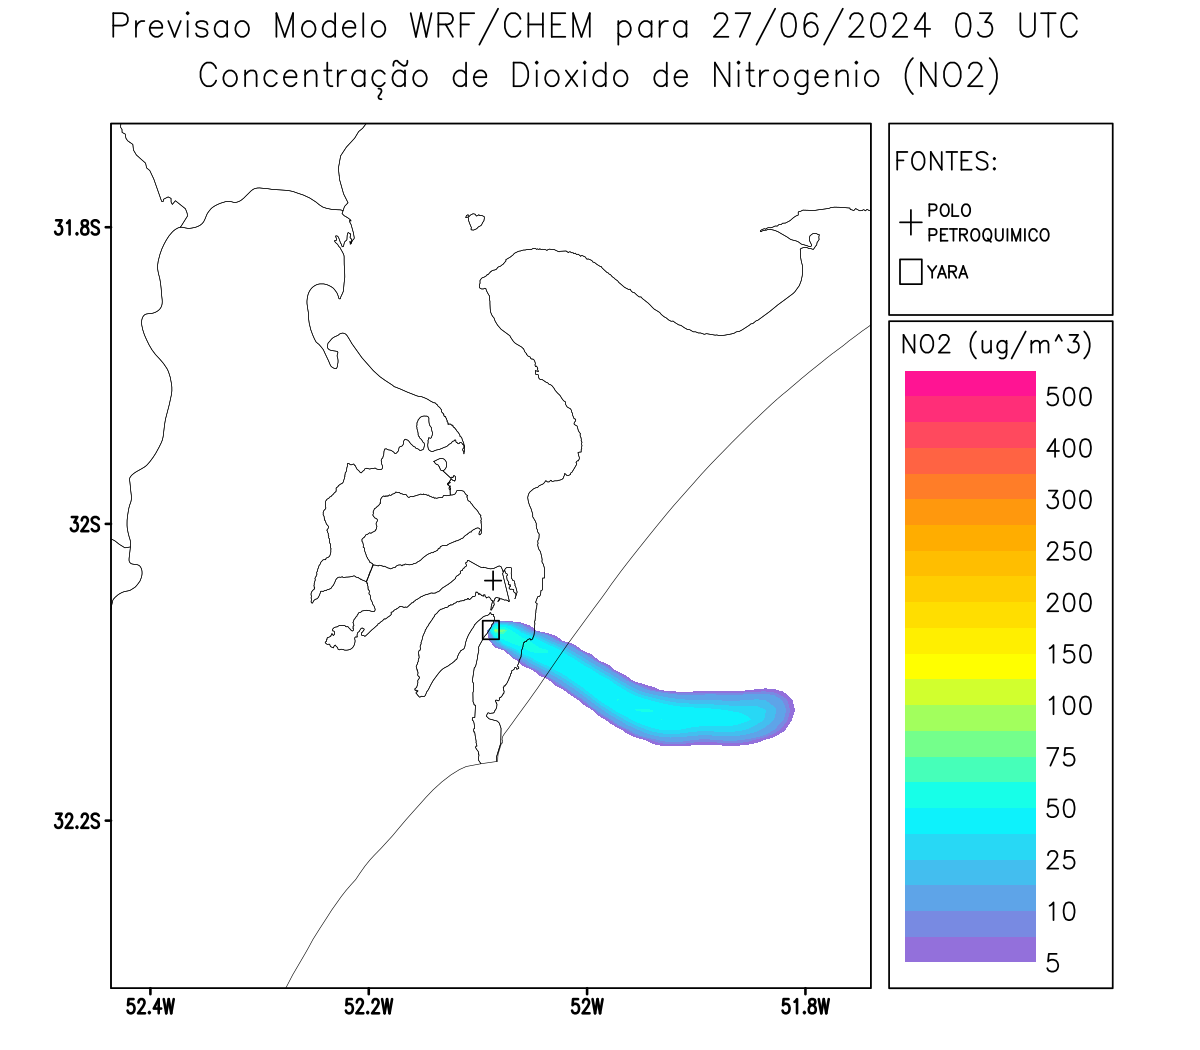 Previsao Modelo WRF/CHEM para 27/06/2024 03 UTC
Concentração de Dioxido de Nitrogenio (NO2)
FONTES:
POLO
PETROQUIMICO
YARA
31.8S
32S
32.2S
52.4W
52.2W
52W
51.8W
NO2 (ug/m^3)
500
400
300
250
200
150
100
75
50
25
10
5